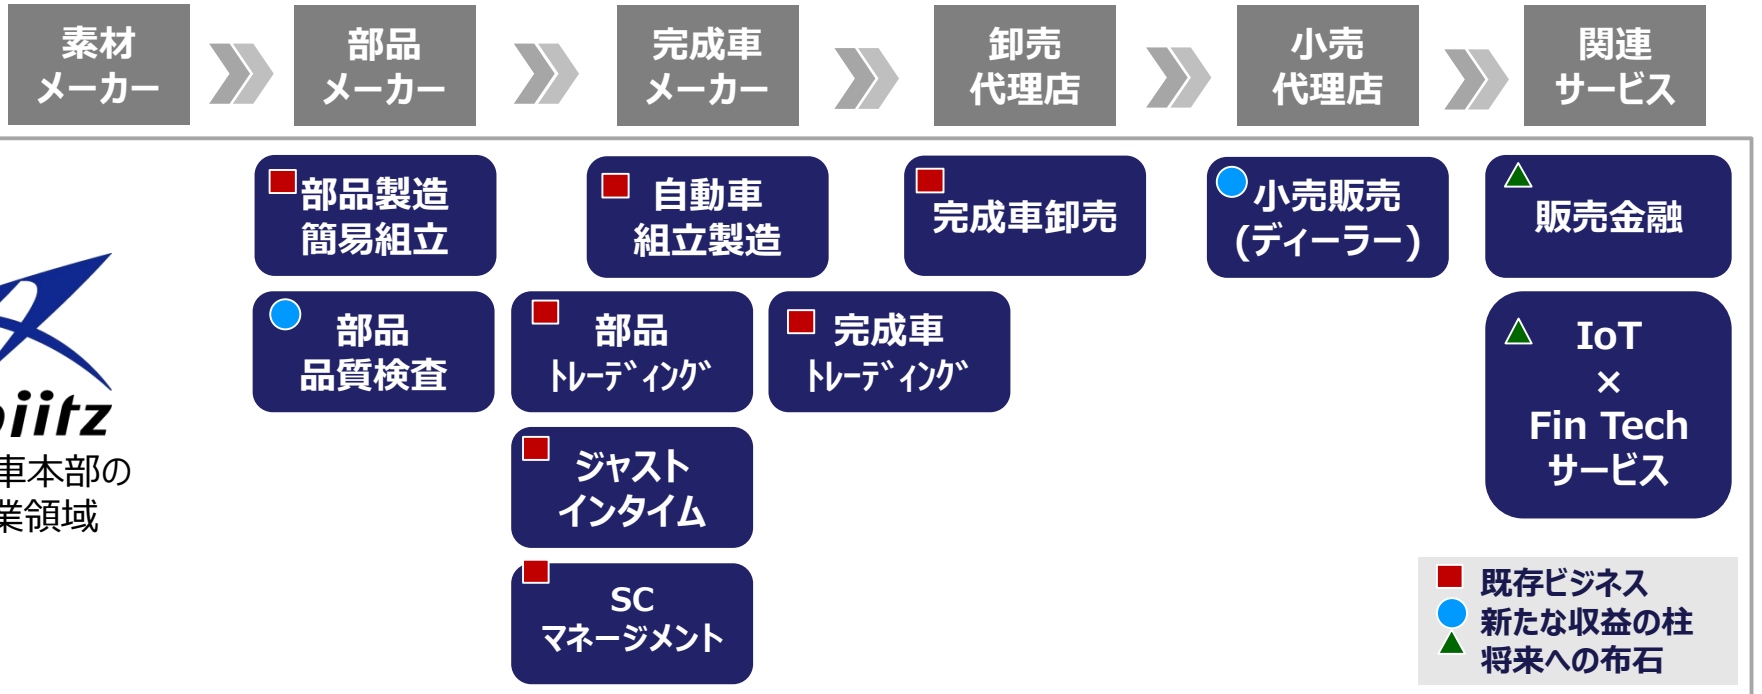 素材
メーカー
部品
メーカー
完成車
メーカー
卸売
代理店
小売
代理店
関連
サービス
部品製造
簡易組立
自動車
組立製造
完成車卸売
小売販売
(ディーラー)
販売金融
部品
品質検査
部品
トレーディング
完成車
トレーディング
IoT
×
Fin Tech
サービス
ジャスト
インタイム
SC
マネージメント
車本部の
業領域
既存ビジネス
新たな収益の柱
将来への布石